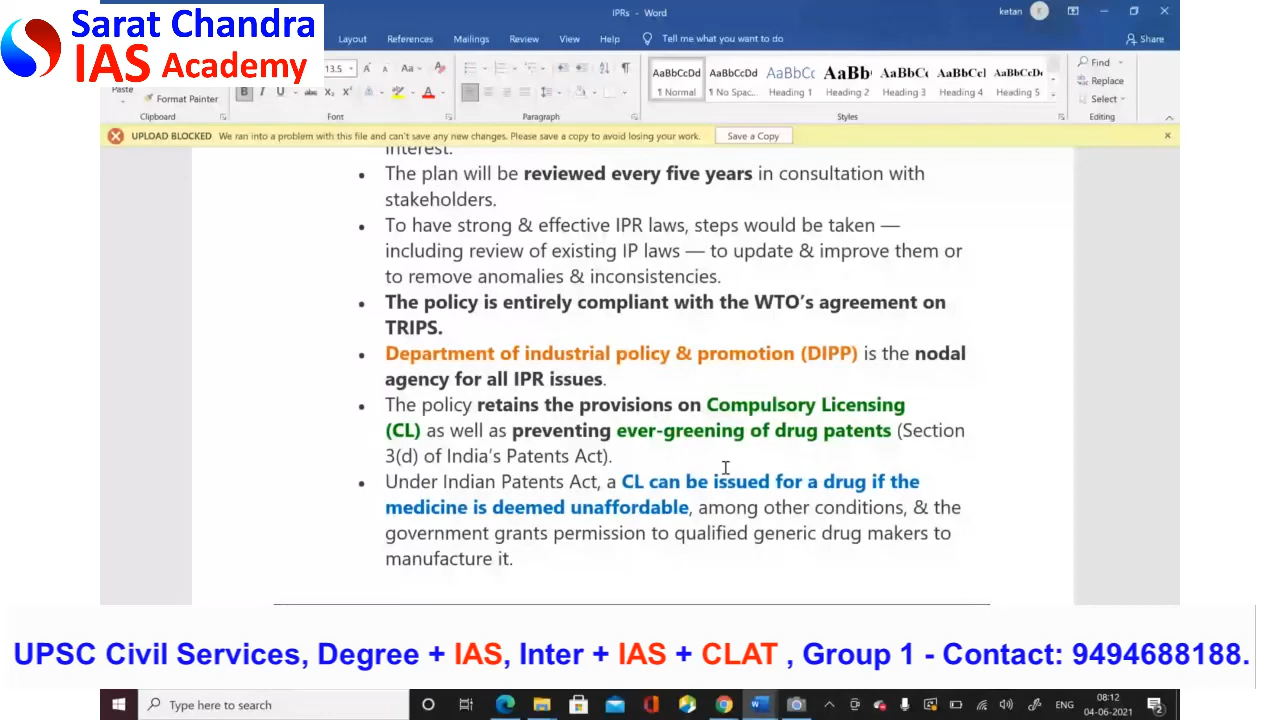 Sarat Chandra
IAS Academy
IPRs - Word
ketan
Layout References Mailings Review View Help Tell me what you want to do Share
Paste Format Painter Clipboard
13.5 Aa Font
Paragraph
AaBbCcDd AaBbCcDd AaBbCc AaBb AaBbCc AaBbCcI AaBbCcDc
1 Normal 1 No Spac... Heading 1 Heading 2 Heading 3 Heading 4 Heading 5
Styles
Find
Replace
Select
Editing
UPLOAD BLOCKED We ran into a problem with this file and can't save any new changes. Please save a copy to avoid losing your work. Save a Copy
interest.
• The plan will be reviewed every five years in consultation with
stakeholders.
• To have strong & effective IPR laws, steps would be taken —
including review of existing IP laws — to update & improve them or
to remove anomalies & inconsistencies.
• The policy is entirely compliant with the WTO's agreement on
TRIPS.
• Department of industrial policy & promotion (DIPP) is the nodal
agency for all IPR issues.
• The policy retains the provisions on Compulsory Licensing
(CL) as well as preventing ever-greening of drug patents (Section
3(d) of India's Patents Act).
• Under Indian Patents Act, a CL can be issued for a drug if the
medicine is deemed unaffordable, among other conditions, & the
government grants permission to qualified generic drug makers to
manufacture it.
UPSC Civil Services, Degree + IAS, Inter + IAS + CLAT , Group 1 - Contact: 9494688188.
Type here to search
ENG
08:12
04-06-2021
2